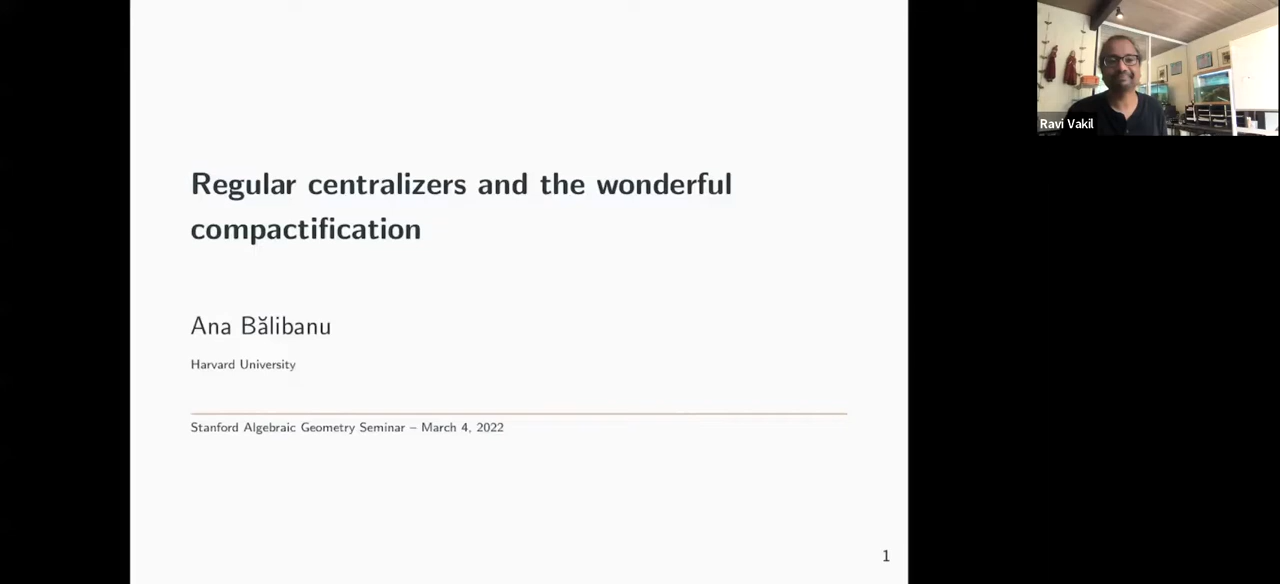 Regular centralizers and the wonderful
compactification
Ana Bălibanu
Harvard University
Stanford Algebraic Geometry Seminar – March 4, 2022
1
Ravi Vakil